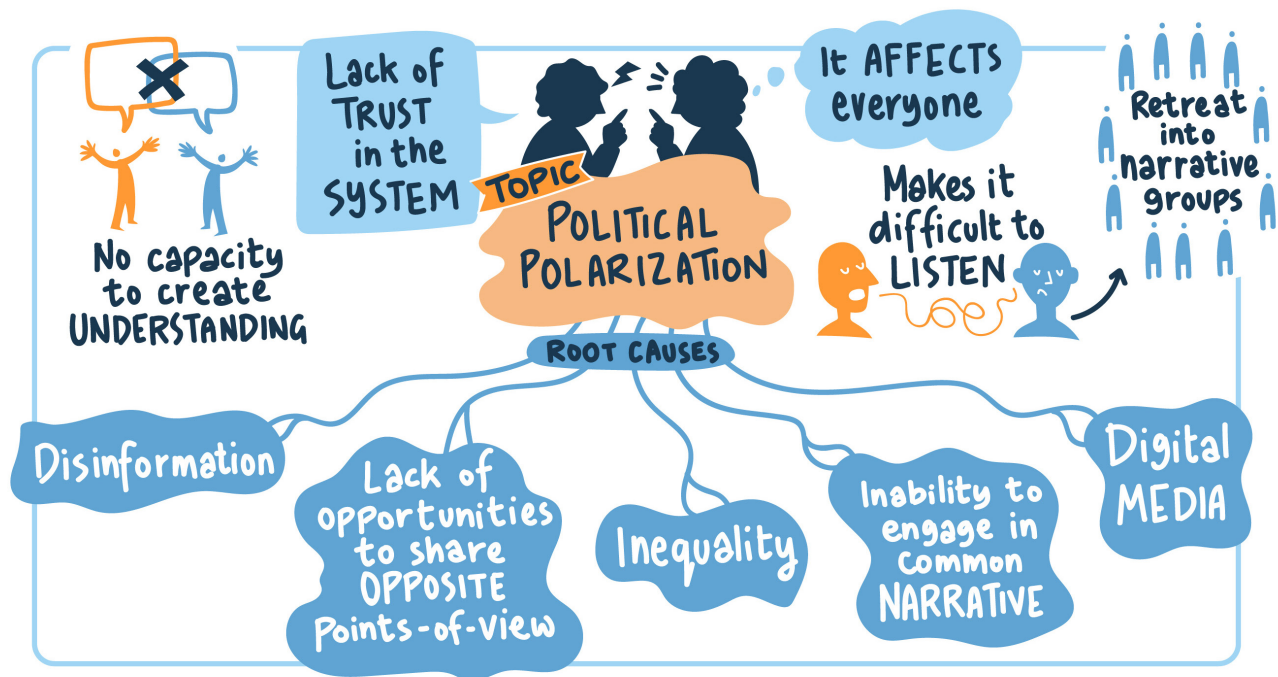 No capacity
to create
UNDERSTANDING
Lack of
TRUST
in the
SYSTEM
TOPIC
POLITICAL
POLARIZATION
It AFFECTS
everyone
Makes it
difficult to
LISTEN
Retreat
into
narrative
groups
ROOT CAUSES
Disinformation
Lack of
opportunities
to share
OPPOSITE
Points-of-view
Inequality
Inability to
engage in
common
NARRATIVE
Digital
MEDIA